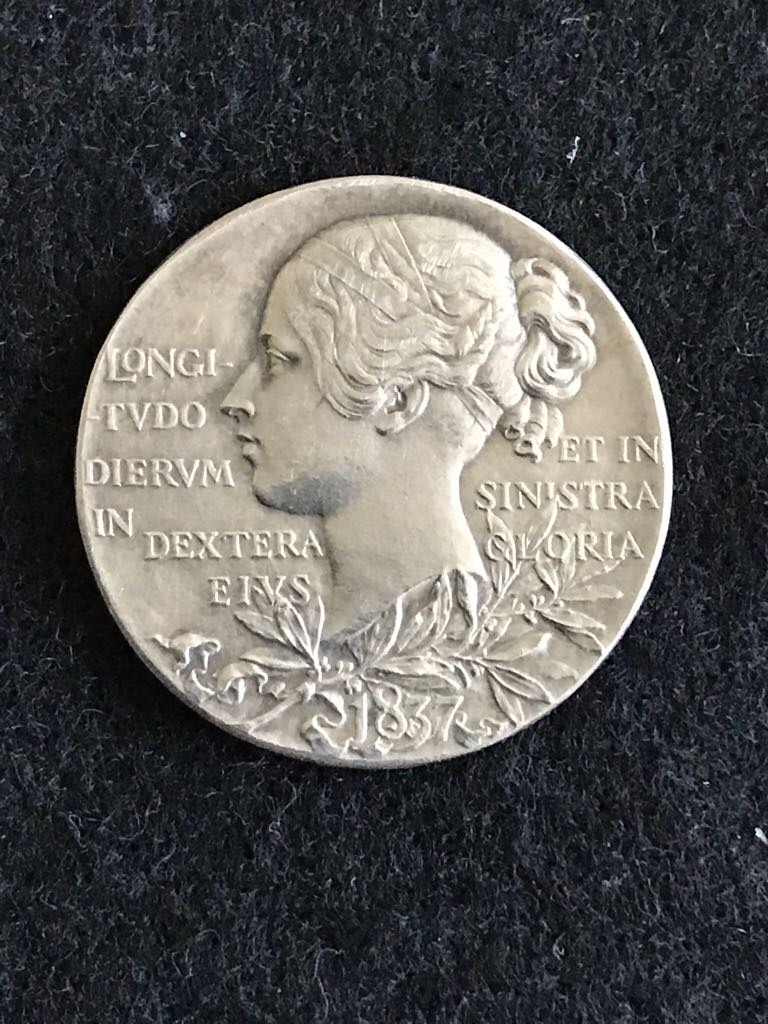 LONGI-
-TVDO
DIERVM
IN
DEXTERA
EIVS
ET IN
SINISTRA
GLORIA
1837